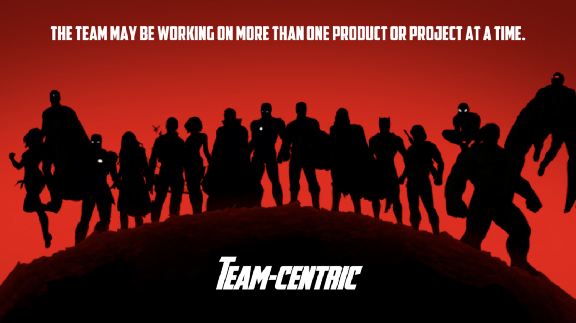 THE TEAM MAY BE WORKING ON MORE THAN ONE PRODUCT OR PROJECT AT A TIME.
TEAM-CENTRIC